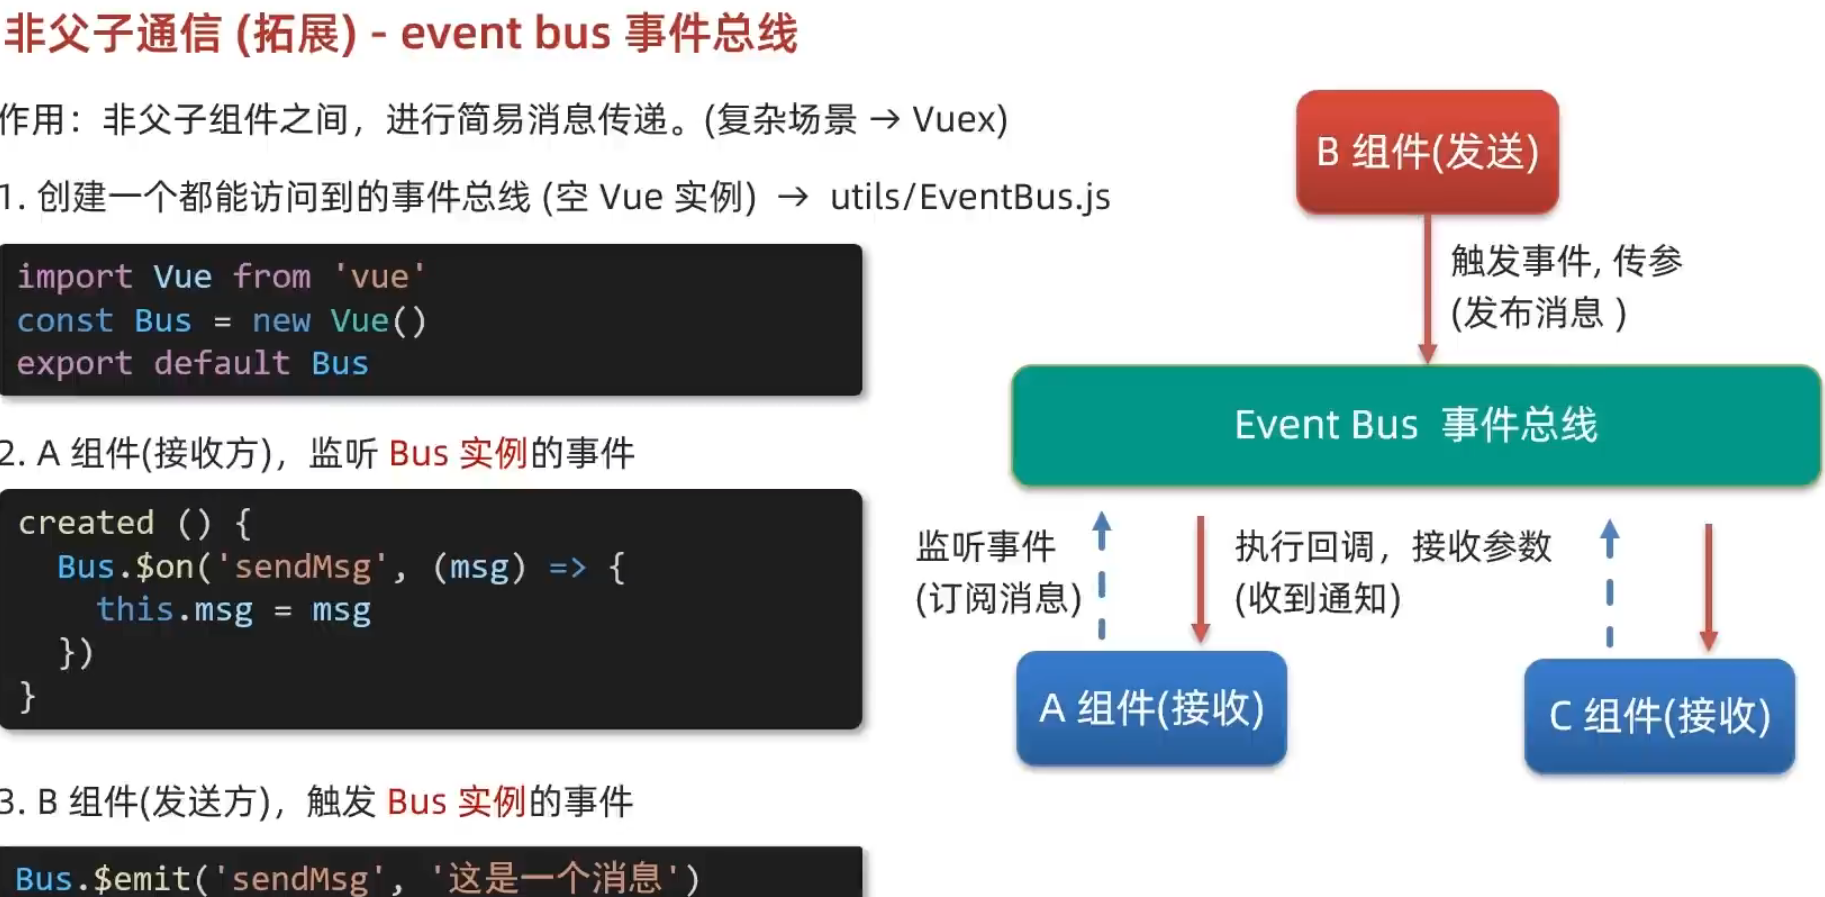 非父子通信 (拓展) - event bus 事件总线
作用：非父子组件之间，进行简易消息传递。(复杂场景 → Vuex)
1. 创建一个都能访问到的事件总线 (空 Vue 实例) → utils/EventBus.js
import Vue from 'vue'
const Bus = new Vue()
export default Bus
2. A 组件(接收方)，监听 Bus 实例的事件
created () {
  Bus.$on('sendMsg', (msg) => {
    this.msg = msg
  })
}
3. B 组件(发送方)，触发 Bus 实例的事件
Bus.$emit('sendMsg', '这是一个消息')
B 组件(发送)
触发事件, 传参
(发布消息 )
Event Bus 事件总线
监听事件
(订阅消息)
执行回调，接收参数
(收到通知)
A 组件(接收)
C 组件(接收)